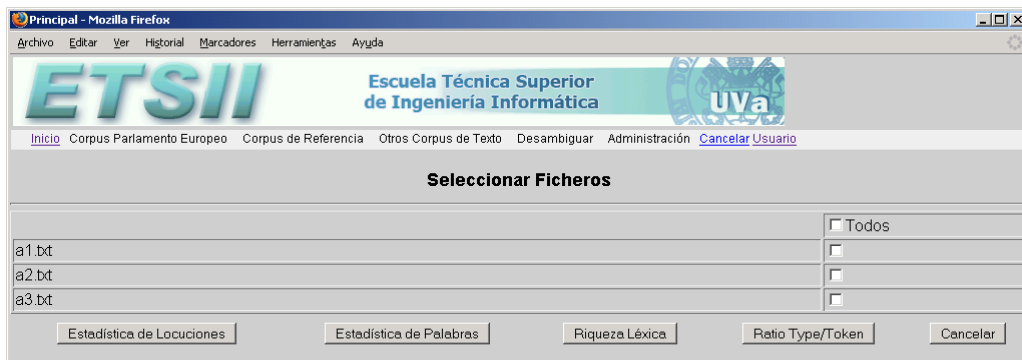 Principal - Mozilla Firefox
Archivo Editar Ver Historial Marcadores Herramientas Ayuda
ETSII Escuela Técnica Superior
de Ingeniería Informática UVa
Inicio Corpus Parlamento Europeo Corpus de Referencia Otros Corpus de Texto Desambiguar Administración Cancelar Usuario
Seleccionar Ficheros
Todos
a1.txt
a2.txt
a3.txt
Estadística de Locuciones Estadística de Palabras Riqueza Léxica Ratio Type/Token Cancelar